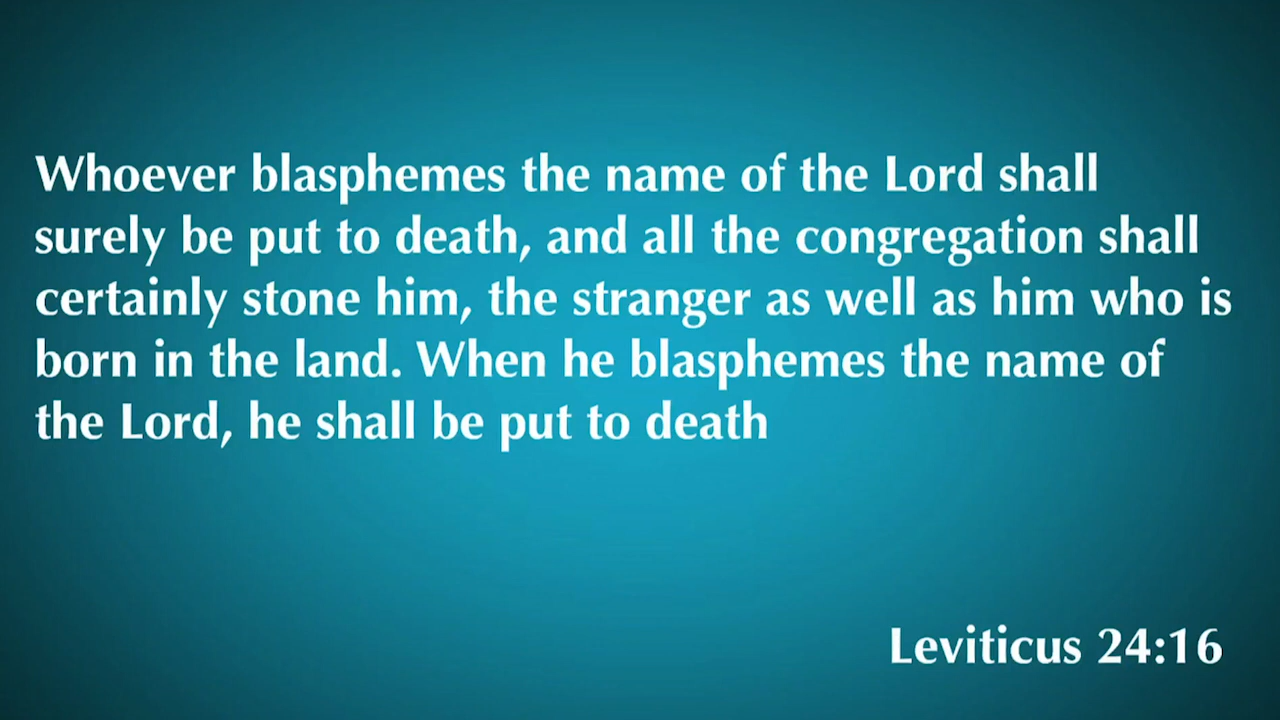 Whoever blasphemes the name of the Lord shall
surely be put to death, and all the congregation shall
certainly stone him, the stranger as well as him who is
born in the land. When he blasphemes the name of
the Lord, he shall be put to death
Leviticus 24:16